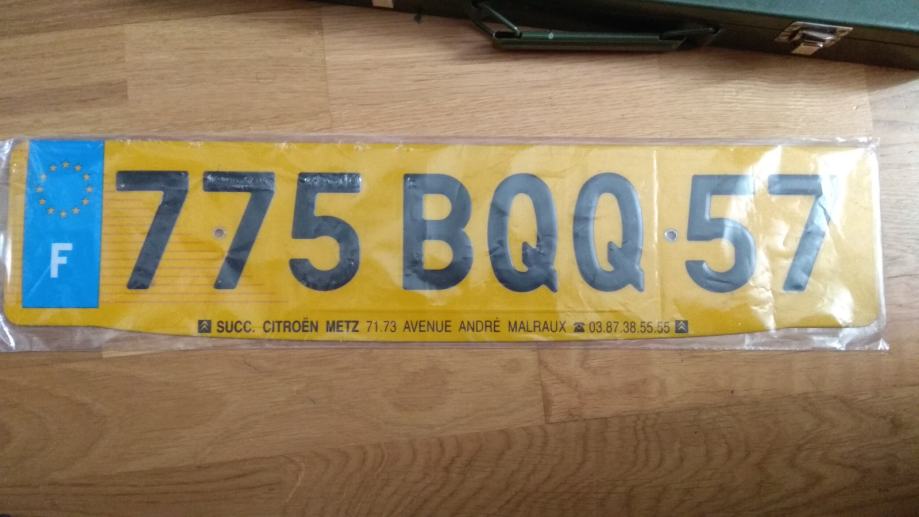 F
775 BQQ 57
SUCC. CITROËN METZ 71.73 AVENUE ANDRÉ MALRAUX ☎ 03.87.38.55.55